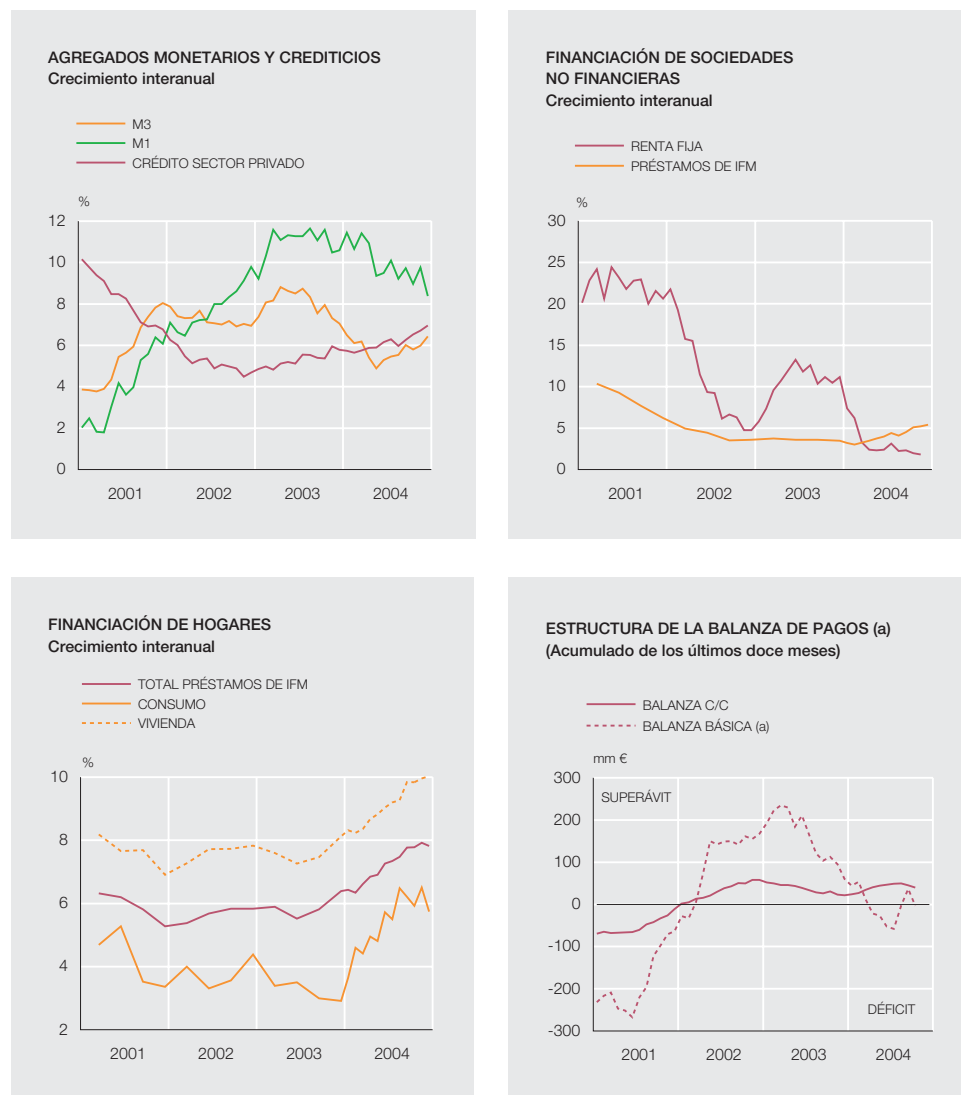 AGREGADOS MONETARIOS Y CREDITICIOS
Crecimiento interanual
M3
M1
CRÉDITO SECTOR PRIVADO
%
12
10
8
6
4
2
0
2001 2002 2003 2004
FINANCIACIÓN DE SOCIEDADES
NO FINANCIERAS
Crecimiento interanual
RENTA FIJA
PRÉSTAMOS DE IFM
%
30
25
20
15
10
5
0
2001 2002 2003 2004
FINANCIACIÓN DE HOGARES
Crecimiento interanual
TOTAL PRÉSTAMOS DE IFM
CONSUMO
VIVIENDA
%
10
8
6
4
2
2001 2002 2003 2004
ESTRUCTURA DE LA BALANZA DE PAGOS (a)
(Acumulado de los últimos doce meses)
BALANZA C/C
BALANZA BÁSICA (a)
mm €
300
SUPERÁVIT
200
100
0
-100
-200
DÉFICIT
-300
2001 2002 2003 2004